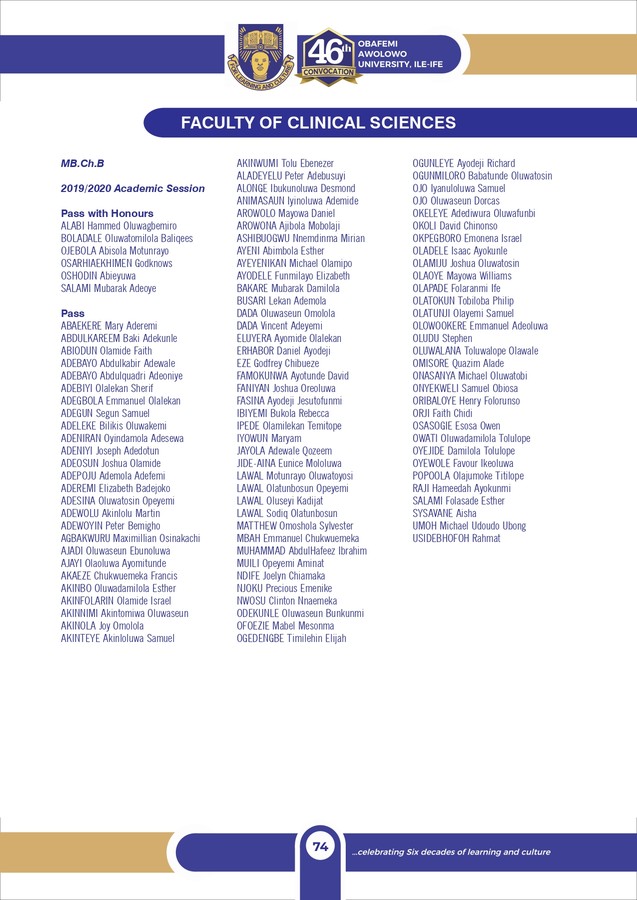 FOR LEARNING AND CULTURE
46th
CONVOCATION
OBAFEMI
AWOLOWO
UNIVERSITY, ILE-IFE
FACULTY OF CLINICAL SCIENCES
MB.Ch.B
2019/2020 Academic Session
Pass with Honours
ALABI Hammed Oluwagbemiro
BOLADALE Oluwatomilola Baliqees
OJEBOLA Abisola Motunrayo
OSARHIAEKHIMEN Godknows
OSHODIN Abieyuwa
SALAMI Mubarak Adeoye
Pass
ABAEKERE Mary Aderemi
ABDULKAREEM Baki Adekunle
ABIODUN Olamide Faith
ADEBAYO Abdulkabir Adewale
ADEBAYO Abdulquadri Adeoniye
ADEBIYI Olalekan Sherif
ADEGBOLA Emmanuel Olalekan
ADEGUN Segun Samuel
ADELEKE Bilikis Oluwakemi
ADENIRAN Oyindamola Adesewa
ADENIYI Joseph Adedotun
ADEOSUN Joshua Olamide
ADEPOJU Ademola Adefemi
ADEREMI Elizabeth Badejoko
ADESINA Oluwatosin Opeyemi
ADEWOLU Akinlolu Martin
ADEWOYIN Peter Bemigho
AGBAKWURU Maximillian Osinakachi
AJADI Oluwaseun Ebunoluwa
AJAYI Olaoluwa Ayomitunde
AKAEZE Chukwuemeka Francis
AKINBO Oluwadamilola Esther
AKINFOLARIN Olamide Israel
AKINNIMI Akintomiwa Oluwaseun
AKINOLA Joy Omolola
AKINTEYE Akinloluwa Samuel
AKINWUMI Tolu Ebenezer
ALADEYELU Peter Adebusuyi
ALONGE Ibukunoluwa Desmond
ANIMASAUN Iyinoluwa Ademide
AROWOLO Mayowa Daniel
AROWONA Ajibola Mobolaji
ASHIBUOGWU Nnemdinma Mirian
AYENI Abimbola Esther
AYEYENIKAN Michael Olamipo
AYODELE Funmilayo Elizabeth
BAKARE Mubarak Damilola
BUSARI Lekan Ademola
DADA Oluwaseun Omolola
DADA Vincent Adeyemi
ELUYERA Ayomide Olalekan
ERHABOR Daniel Ayodeji
EZE Godfrey Chibueze
FAMOKUNWA Ayotunde David
FANIYAN Joshua Oreoluwa
FASINA Ayodeji Jesutofunmi
IBIYEMI Bukola Rebecca
IPEDE Olamilekan Temitope
IYOWUN Maryam
JAYOLA Adewale Qozeem
JIDE-AINA Eunice Mololuwa
LAWAL Motunrayo Oluwatoyosi
LAWAL Olatunbosun Opeyemi
LAWAL Oluseyi Kadijat
LAWAL Sodiq Olatunbosun
MATTHEW Omoshola Sylvester
MBAH Emmanuel Chukwuemeka
MUHAMMAD AbdulHafeez Ibrahim
MUILI Opeyemi Aminat
NDIFE Joelyn Chiamaka
NJOKU Precious Emenike
NWOSU Clinton Nnaemeka
ODEKUNLE Oluwaseun Bunkunmi
OFOEZIE Mabel Mesonma
OGEDENGBE Timilehin Elijah
OGUNLEYE Ayodeji Richard
OGUNMILORO Babatunde Oluwatosin
OJO Iyanuloluwa Samuel
OJO Oluwaseun Dorcas
OKELEYE Adediwura Oluwafunbi
OKOLI David Chinonso
OKPEGBORO Emonena Israel
OLADELE Isaac Ayokunle
OLAMIJU Joshua Oluwatosin
OLAOYE Mayowa Williams
OLAPADE Folaranmi Ife
OLATOKUN Tobiloba Philip
OLATUNJI Olayemi Samuel
OLOWOOKERE Emmanuel Adeoluwa
OLUDU Stephen
OLUWALANA Toluwalope Olawale
OMISORE Quazim Alade
ONASANYA Michael Oluwatobi
ONYEKWELI Samuel Obiosa
ORIBALOYE Henry Folorunso
ORJI Faith Chidi
OSASOGIE Esosa Owen
OWATI Oluwadamilola Tolulope
OYEJIDE Damilola Tolulope
OYEWOLE Favour Ikeoluwa
POPOOLA Olajumoke Titilope
RAJI Hameedah Ayokunmi
SALAMI Folasade Esther
SYSAVANE Aisha
UMOH Michael Udoudo Ubong
USIDEBHOFOH Rahmat
74
...celebrating Six decades of learning and culture